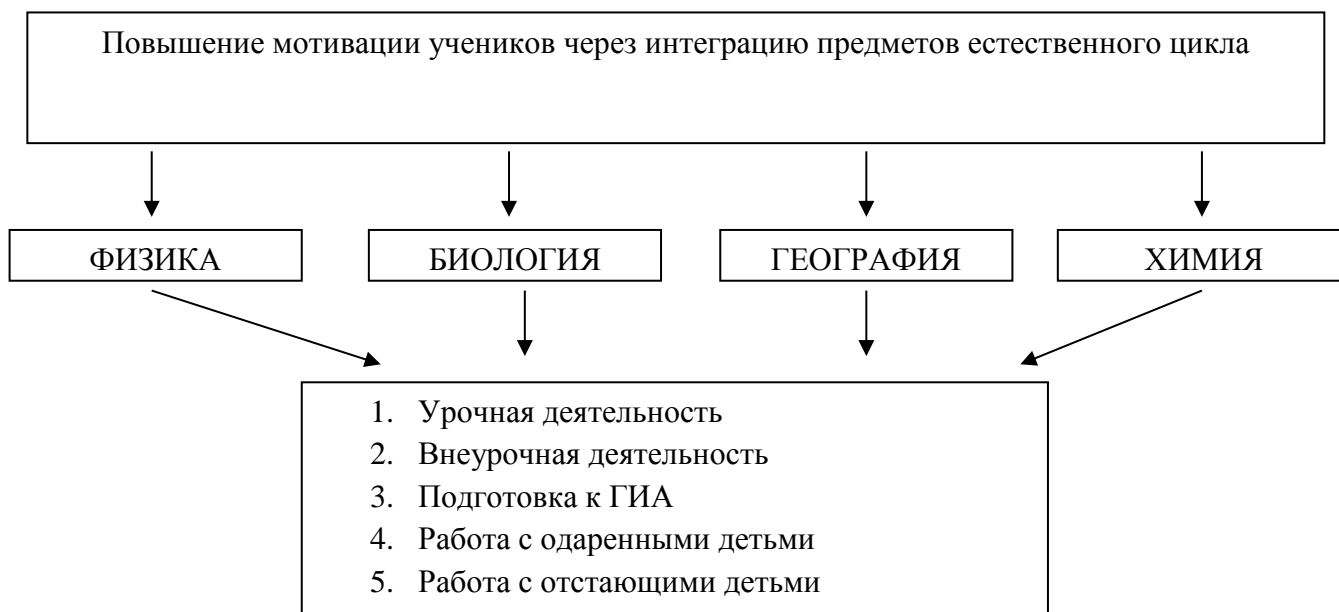 Повышение мотивации учеников через интеграцию предметов естественного цикла
ФИЗИКА
БИОЛОГИЯ
ГЕОГРАФИЯ
ХИМИЯ
1. Урочная деятельность
2. Внеурочная деятельность
3. Подготовка к ГИА
4. Работа с одаренными детьми
5. Работа с отстающими детьми